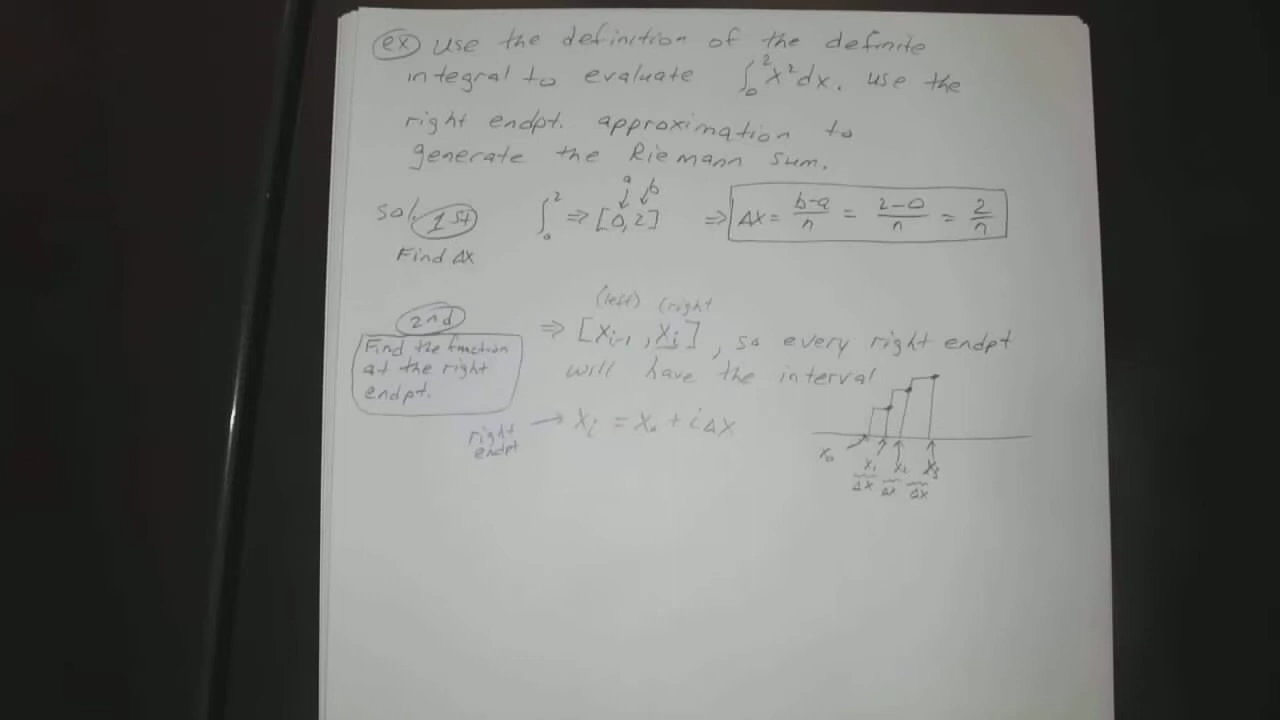 ex Use the definition of the definite
integral to evaluate ∫₀² x² dx. Use the
right endpt. approximation to
generate the Riemann sum.
a b
sol. 1st ∫₀² ⇒ [0,2] ⇒ Δx = b-a/n = 2-0/n = 2/n
Find Δx
(left) (right
2nd ⇒ [xᵢ₋₁, xᵢ], so every right endpt
Find the function
at the right
endpt.
will have the interval
right
endpt → xᵢ = x₀ + iΔx
x₀ x₁ x₂ x₃
Δx Δx Δx